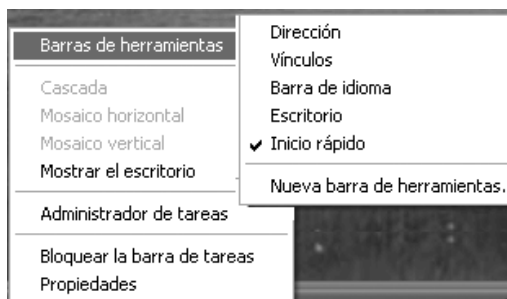 Barras de herramientas
Cascada
Mosaico horizontal
Mosaico vertical
Mostrar el escritorio
Administrador de tareas
Bloquear la barra de tareas
Propiedades
Dirección
Vínculos
Barra de idioma
Escritorio
Inicio rápido
Nueva barra de herramientas.